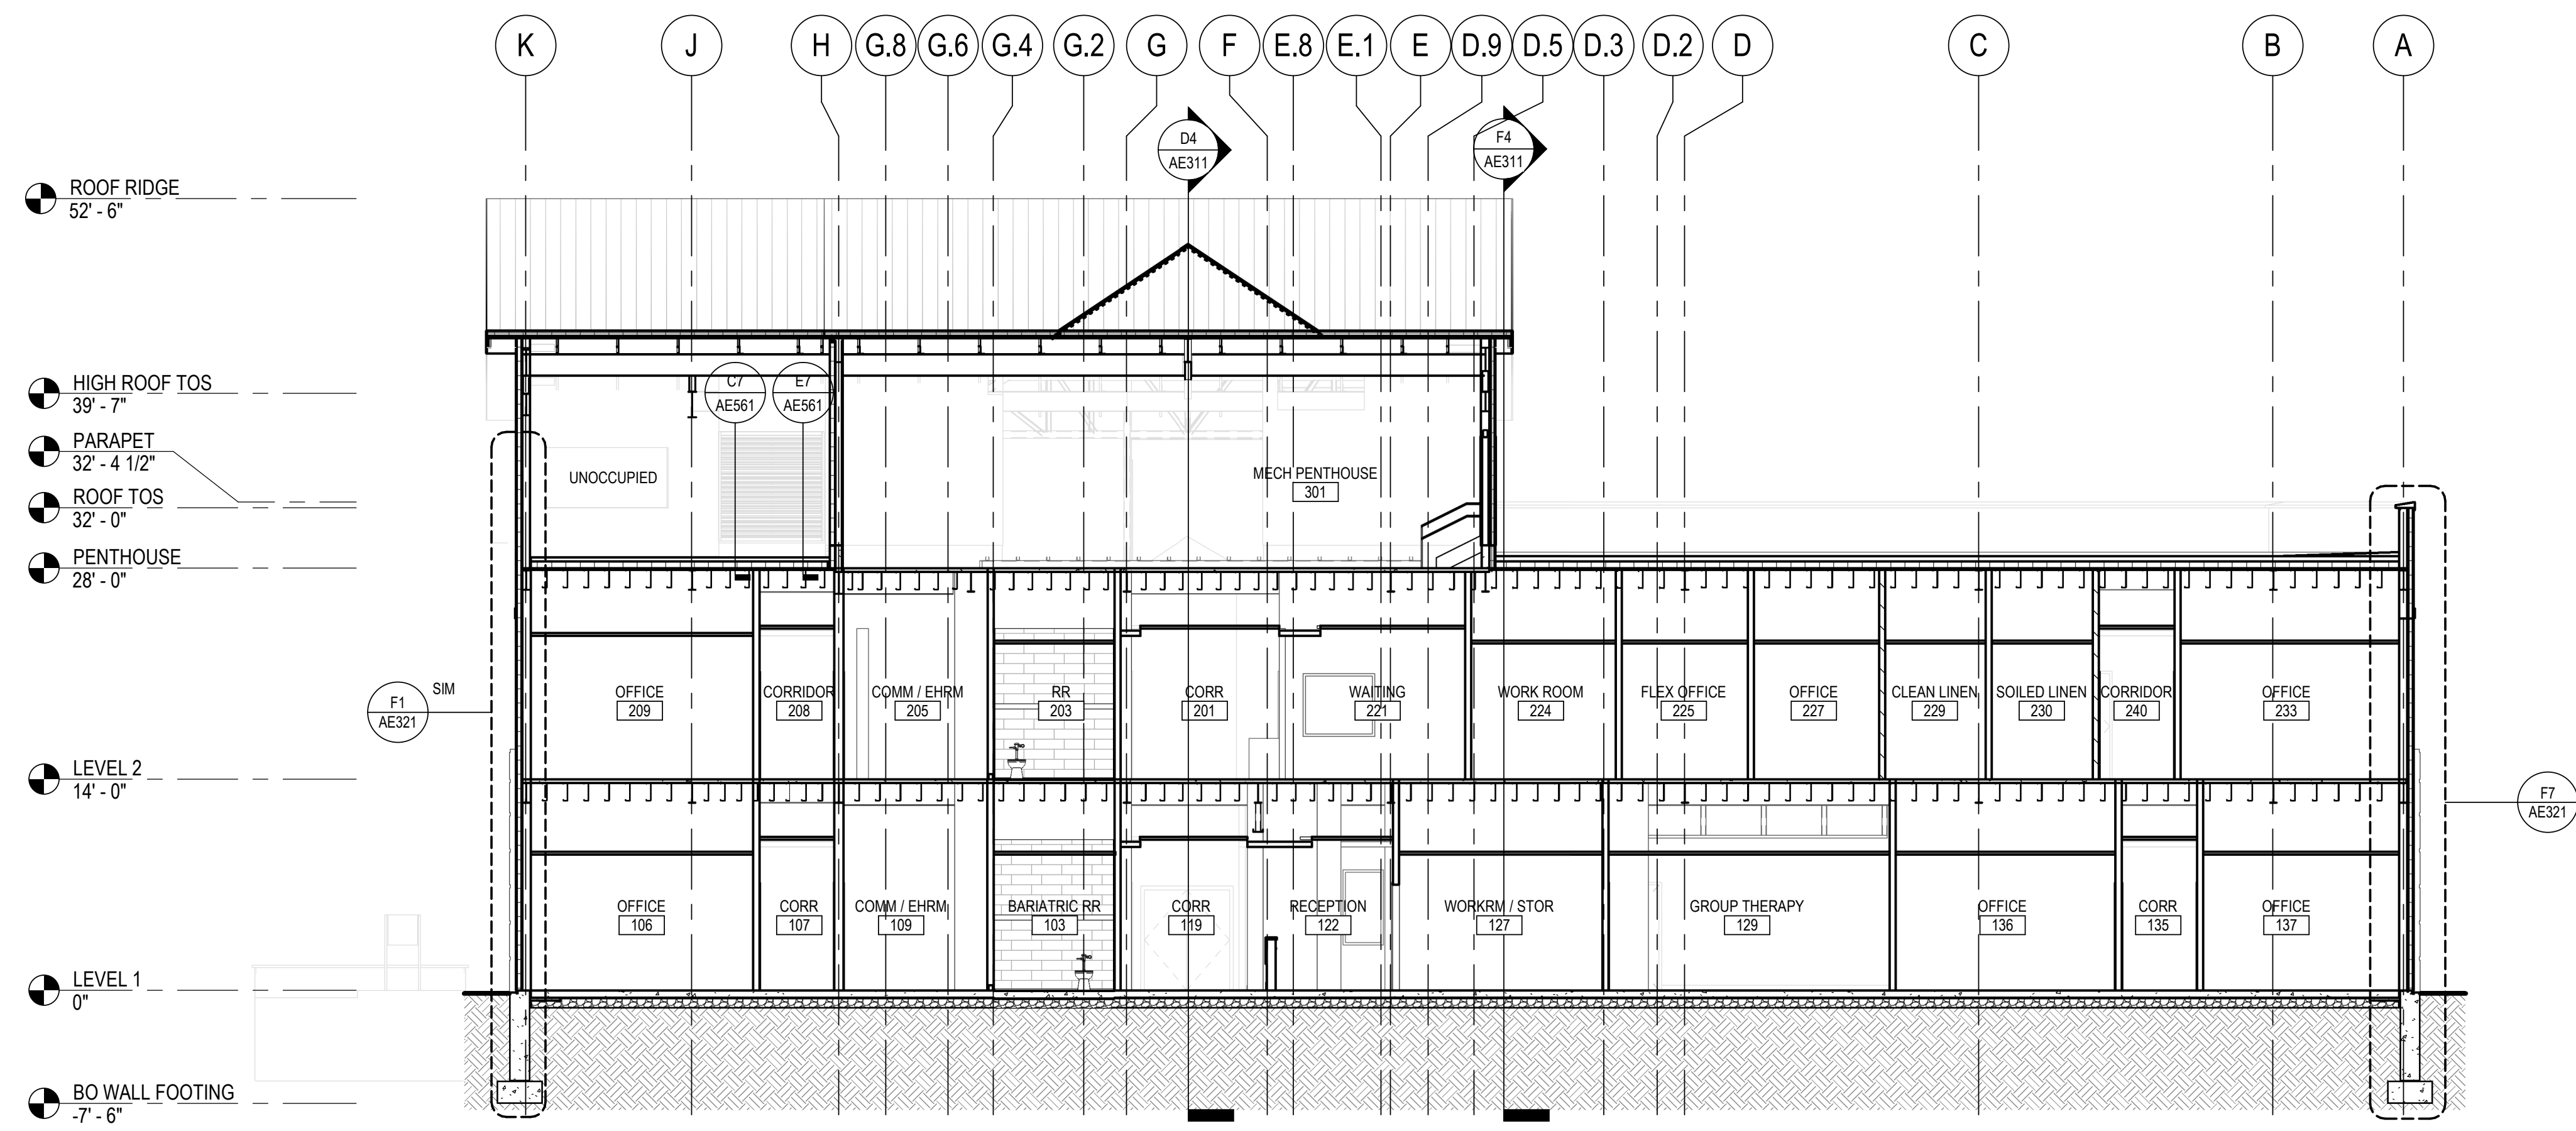 K J H G.8 G.6 G.4 G.2 G F E.8 E.1 E D.9 D.5 D.3 D.2 D C B A
D4
AE311
F4
AE311
ROOF RIDGE
52' - 6"
HIGH ROOF TOS
39' - 7"
PARAPET
32' - 4 1/2"
ROOF TOS
32' - 0"
PENTHOUSE
28' - 0"
C7
AE561
E7
AE561
UNOCCUPIED
MECH PENTHOUSE
301
F1
AE321
SIM
OFFICE
209
CORRIDOR
208
COMM / EHRM
205
RR
203
CORR
201
WAITING
221
WORK ROOM
224
FLEX OFFICE
225
OFFICE
227
CLEAN LINEN
229
SOILED LINEN
230
CORRIDOR
240
OFFICE
233
LEVEL 2
14' - 0"
F7
AE321
OFFICE
106
CORR
107
COMM / EHRM
109
BARIATRIC RR
103
CORR
119
RECEPTION
122
WORKRM / STOR
127
GROUP THERAPY
129
OFFICE
136
CORR
135
OFFICE
137
LEVEL 1
0"
BO WALL FOOTING
-7' - 6"